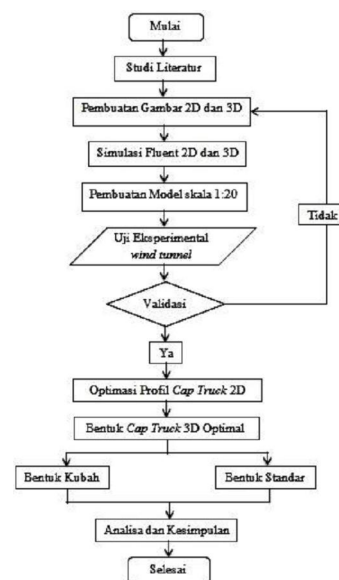 Mulai
Studi Literatur
Pembuatan Gambar 2D dan 3D
Simulasi Fluent 2D dan 3D
Pembuatan Model skala 1:20
Tidak
Uji Eksperimental
wind tunnel
Validasi
Ya
Optimasi Profil Cap Truck 2D
Bentuk Cap Truck 3D Optimal
Bentuk Kubah
Bentuk Standar
Analisa dan Kesimpulan
Selesai